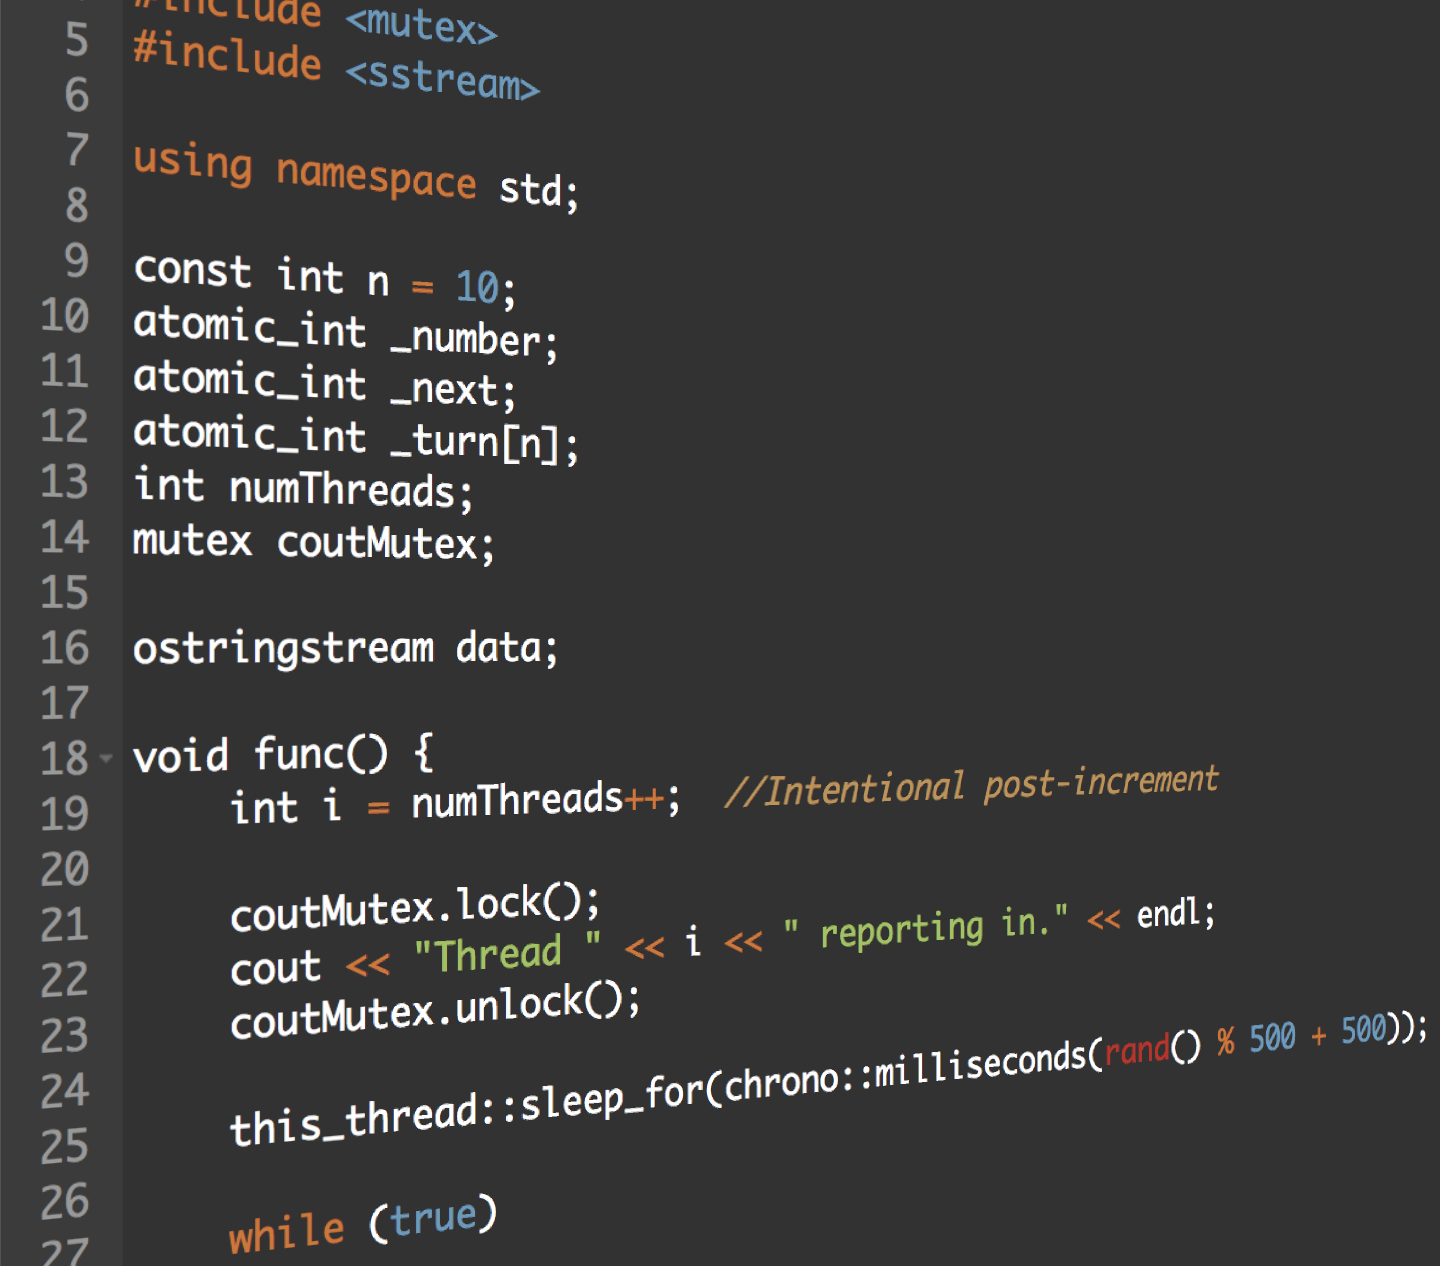 #include <mutex>
5 #include <sstream>
6
7 using namespace std;
8
9 const int n = 10;
10 atomic_int _number;
11 atomic_int _next;
12 atomic_int _turn[n];
13 int numThreads;
14 mutex coutMutex;
15
16 ostringstream data;
17
18 void func() {
19 int i = numThreads++; //Intentional post-increment
20
21 coutMutex.lock();
22 cout << "Thread " << i << " reporting in." << endl;
23 coutMutex.unlock();
24
25 this_thread::sleep_for(chrono::milliseconds(rand() % 500 + 500));
26
27 while (true)